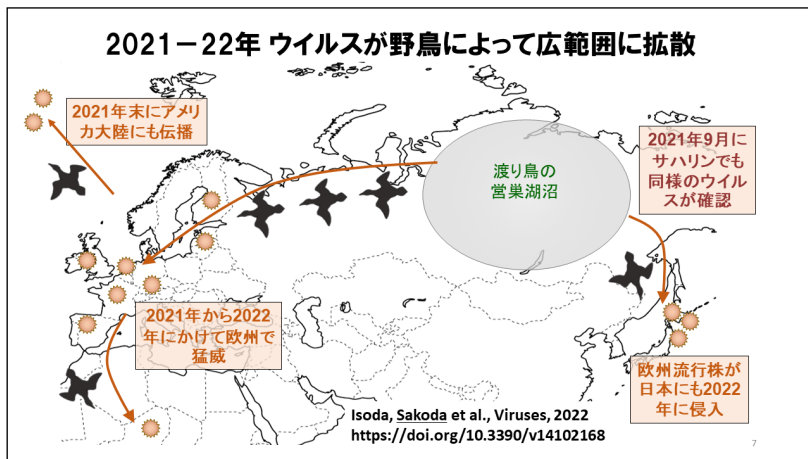 2021－22年 ウイルスが野鳥によって広範囲に拡散
2021年末にアメリ
カ大陸にも伝播
渡り鳥の
営巣湖沼
2021年9月に
サハリンでも
同様のウイル
スが確認
2021年から2022
年にかけて欧州で
猛威
欧州流行株が
日本にも2022
年に侵入
Isoda, Sakoda et al., Viruses, 2022
https://doi.org/10.3390/v14102168
7